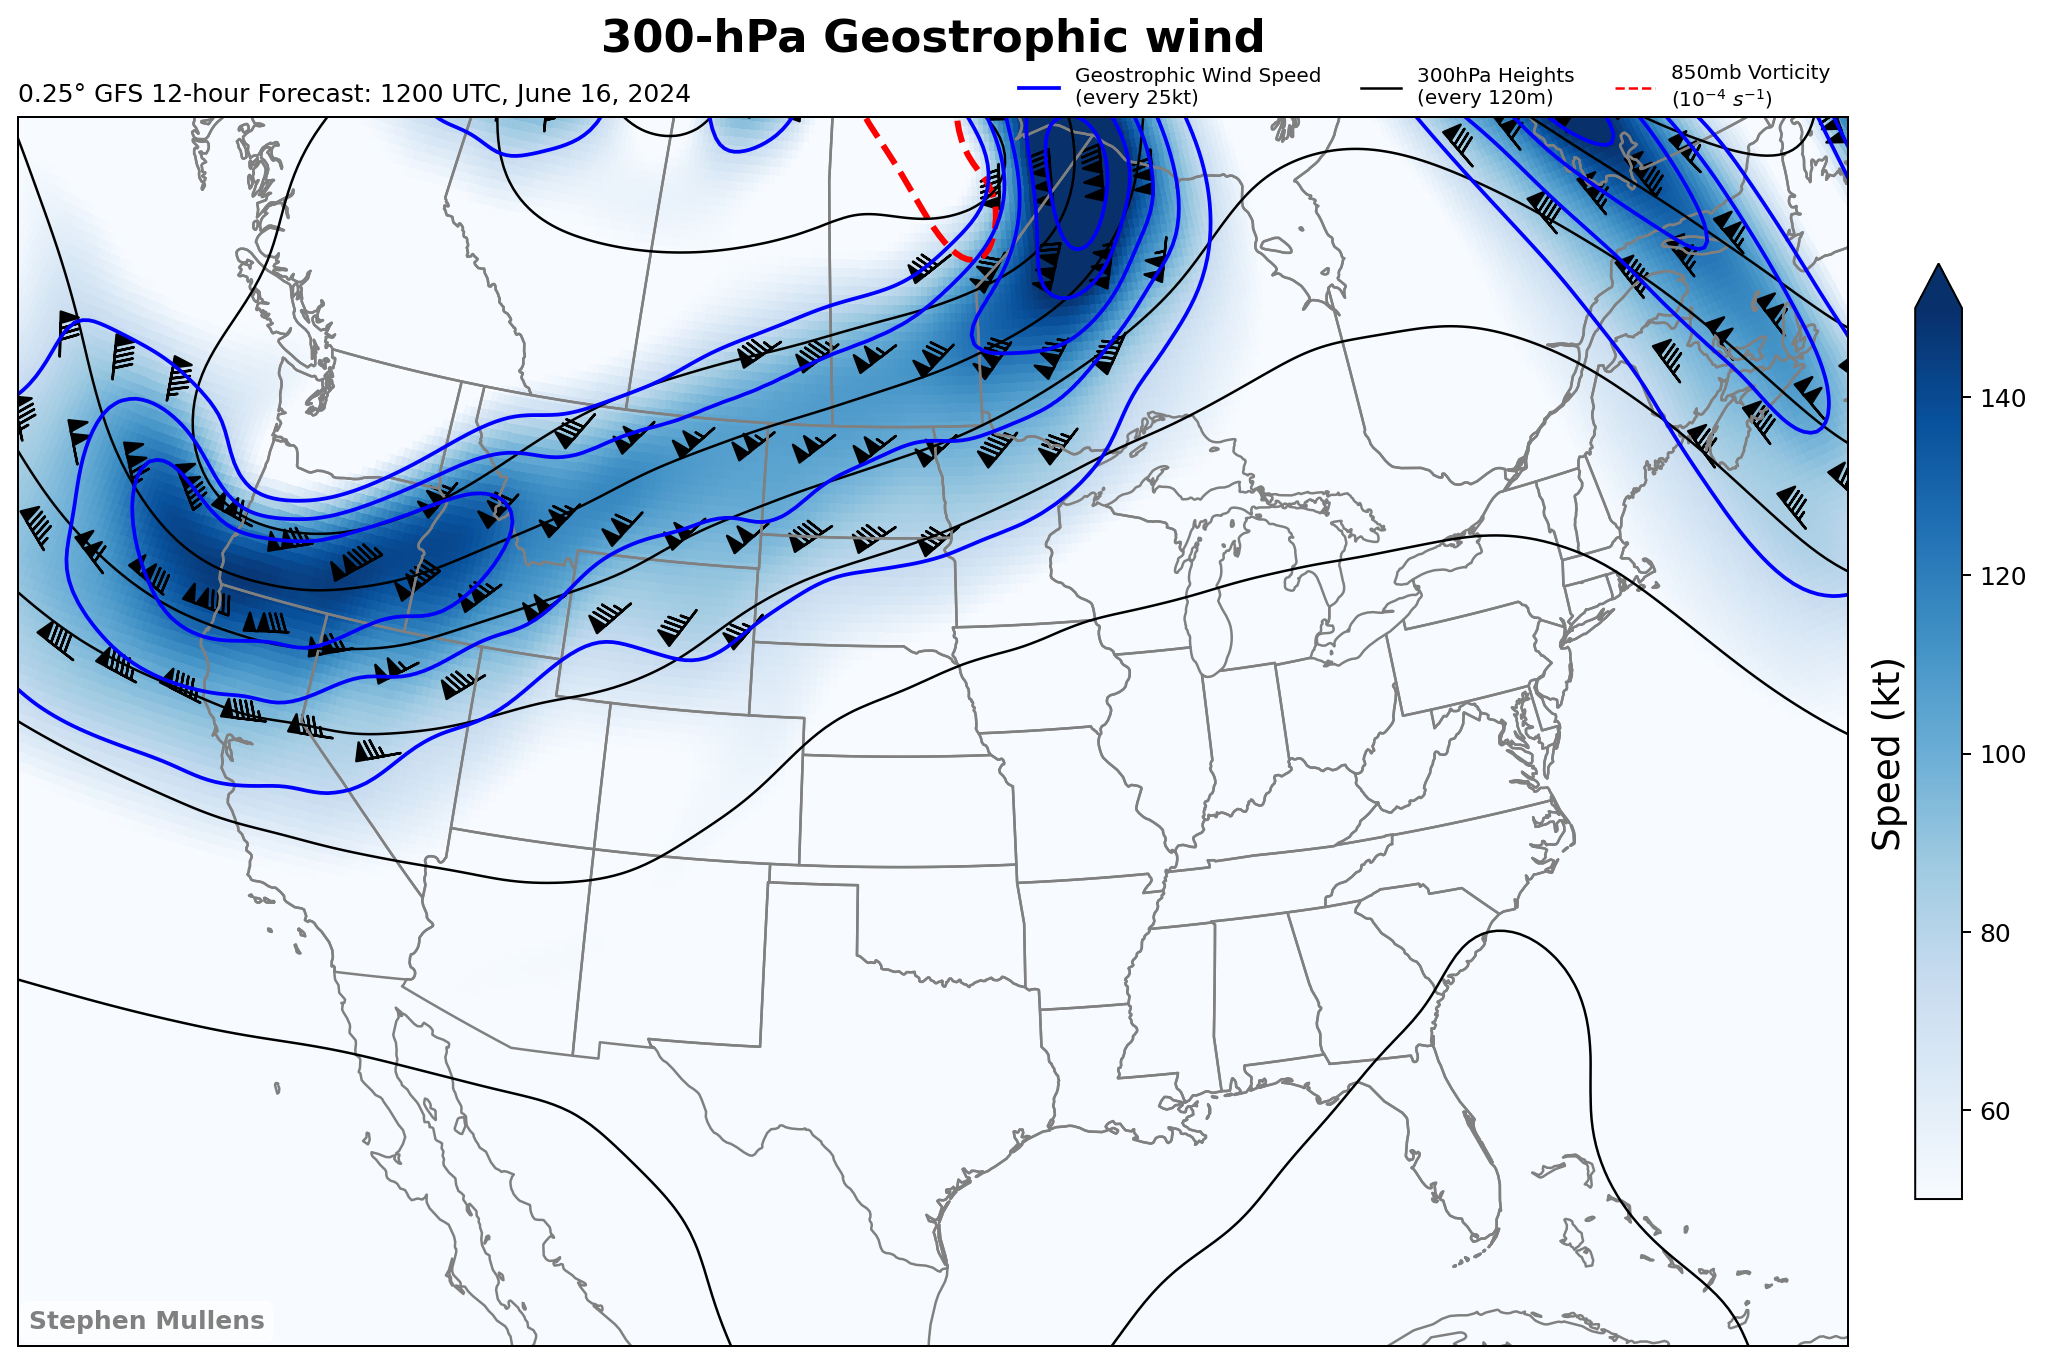 300-hPa Geostrophic wind
0.25° GFS 12-hour Forecast: 1200 UTC, June 16, 2024
Geostrophic Wind Speed
(every 25kt)
300hPa Heights
(every 120m)
850mb Vorticity
(10⁻⁴ s⁻¹)
140
120
100
80
60
Speed (kt)
Stephen Mullens